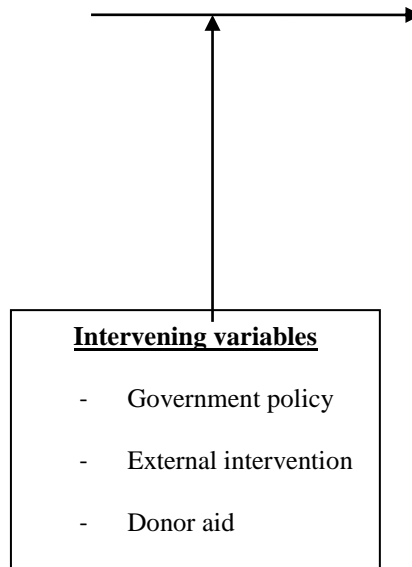 Intervening variables
- Government policy
- External intervention
- Donor aid